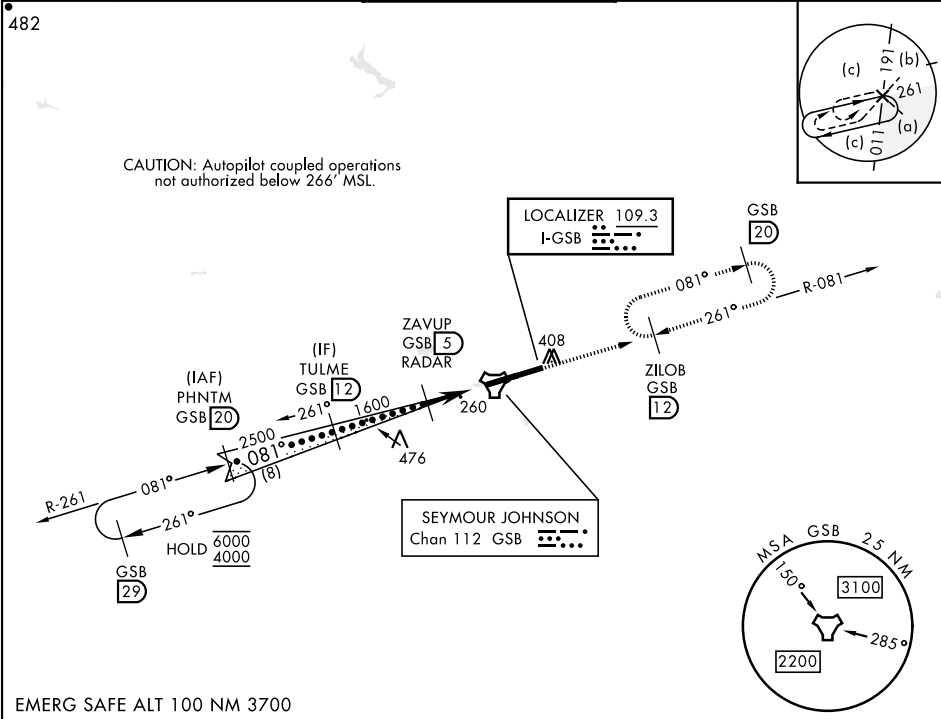 482
(c)
191
(b)
261
(a)
(c)
011
CAUTION: Autopilot coupled operations
not authorized below 266' MSL.
LOCALIZER 109.3
I-GSB
GSB
20
081°
R-081
261°
ZAVUP
GSB 5
RADAR
408
(IF)
TULME
GSB 12
ZILOB
GSB
12
(IAF)
PHNTM
GSB 20
261°
1600
260
2500
081°
476
(8)
R-261
081°
261°
HOLD 6000
4000
SEYMOUR JOHNSON
Chan 112 GSB
GSB
29
MSA GSB 25 NM
150°
3100
285°
2200
EMERG SAFE ALT 100 NM 3700